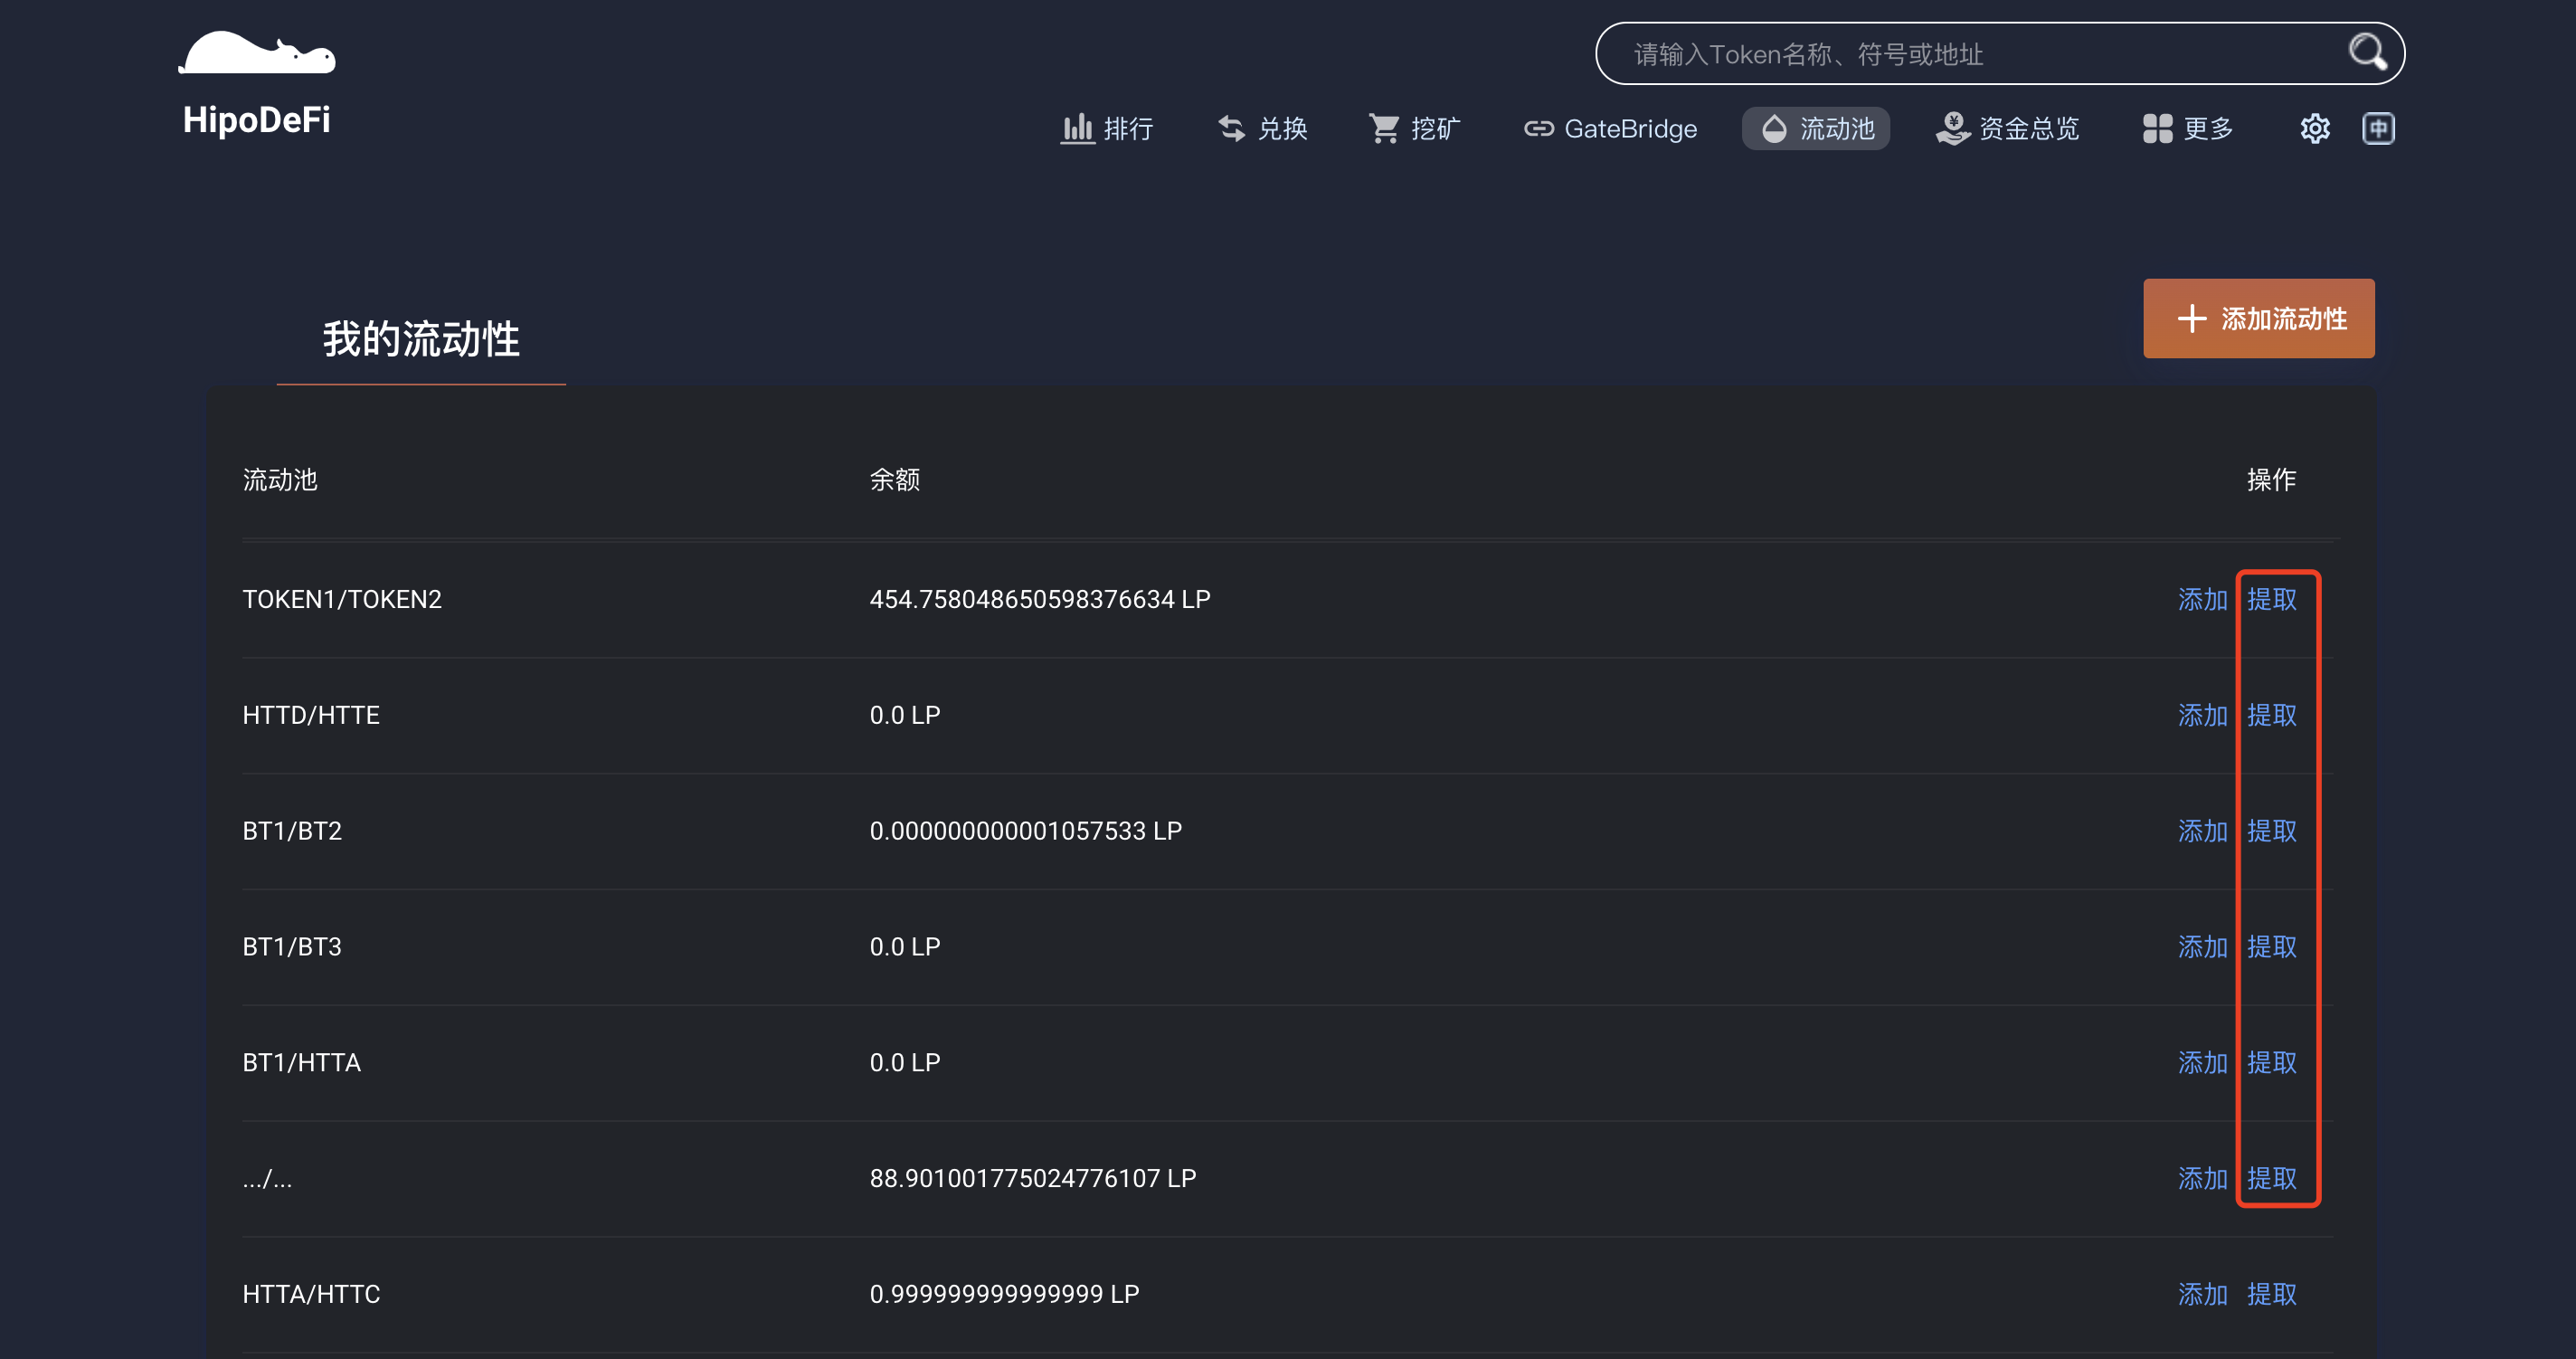 请输入Token名称、符号或地址
HipoDeFi
排行 兑换 挖矿 GateBridge 流动池 资金总览 更多 中
我的流动性
添加流动性
流动池 余额 操作
TOKEN1/TOKEN2 454.758048650598376634 LP 添加 提取
HTTD/HTTE 0.0 LP 添加 提取
BT1/BT2 0.000000000001057533 LP 添加 提取
BT1/BT3 0.0 LP 添加 提取
BT1/HTTA 0.0 LP 添加 提取
.../... 88.901001775024776107 LP 添加 提取
HTTA/HTTC 0.999999999999999 LP 添加 提取